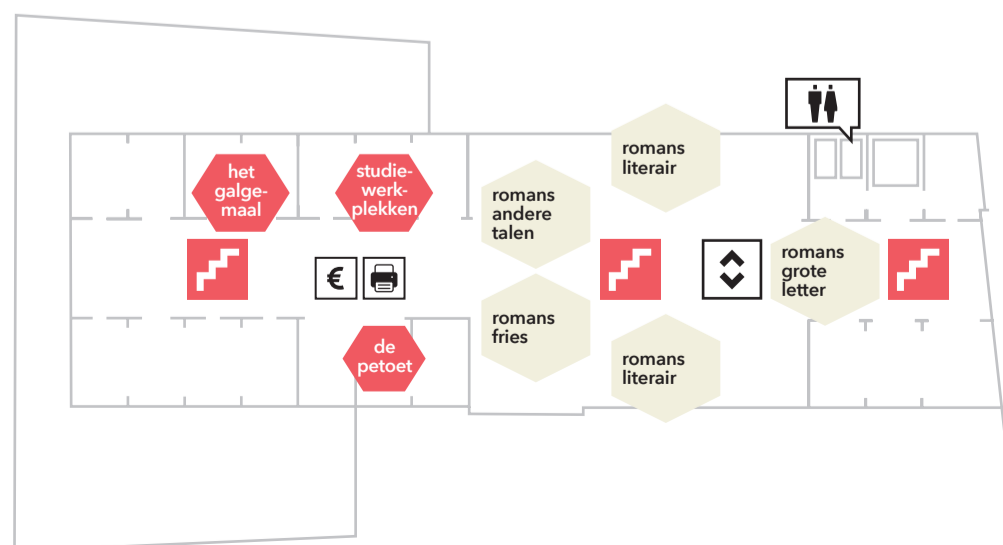 het
galge-
maal
studie-
werk-
plekken
romans
andere
talen
romans
literair
romans
grote
letter
€
de
petoet
romans
fries
romans
literair